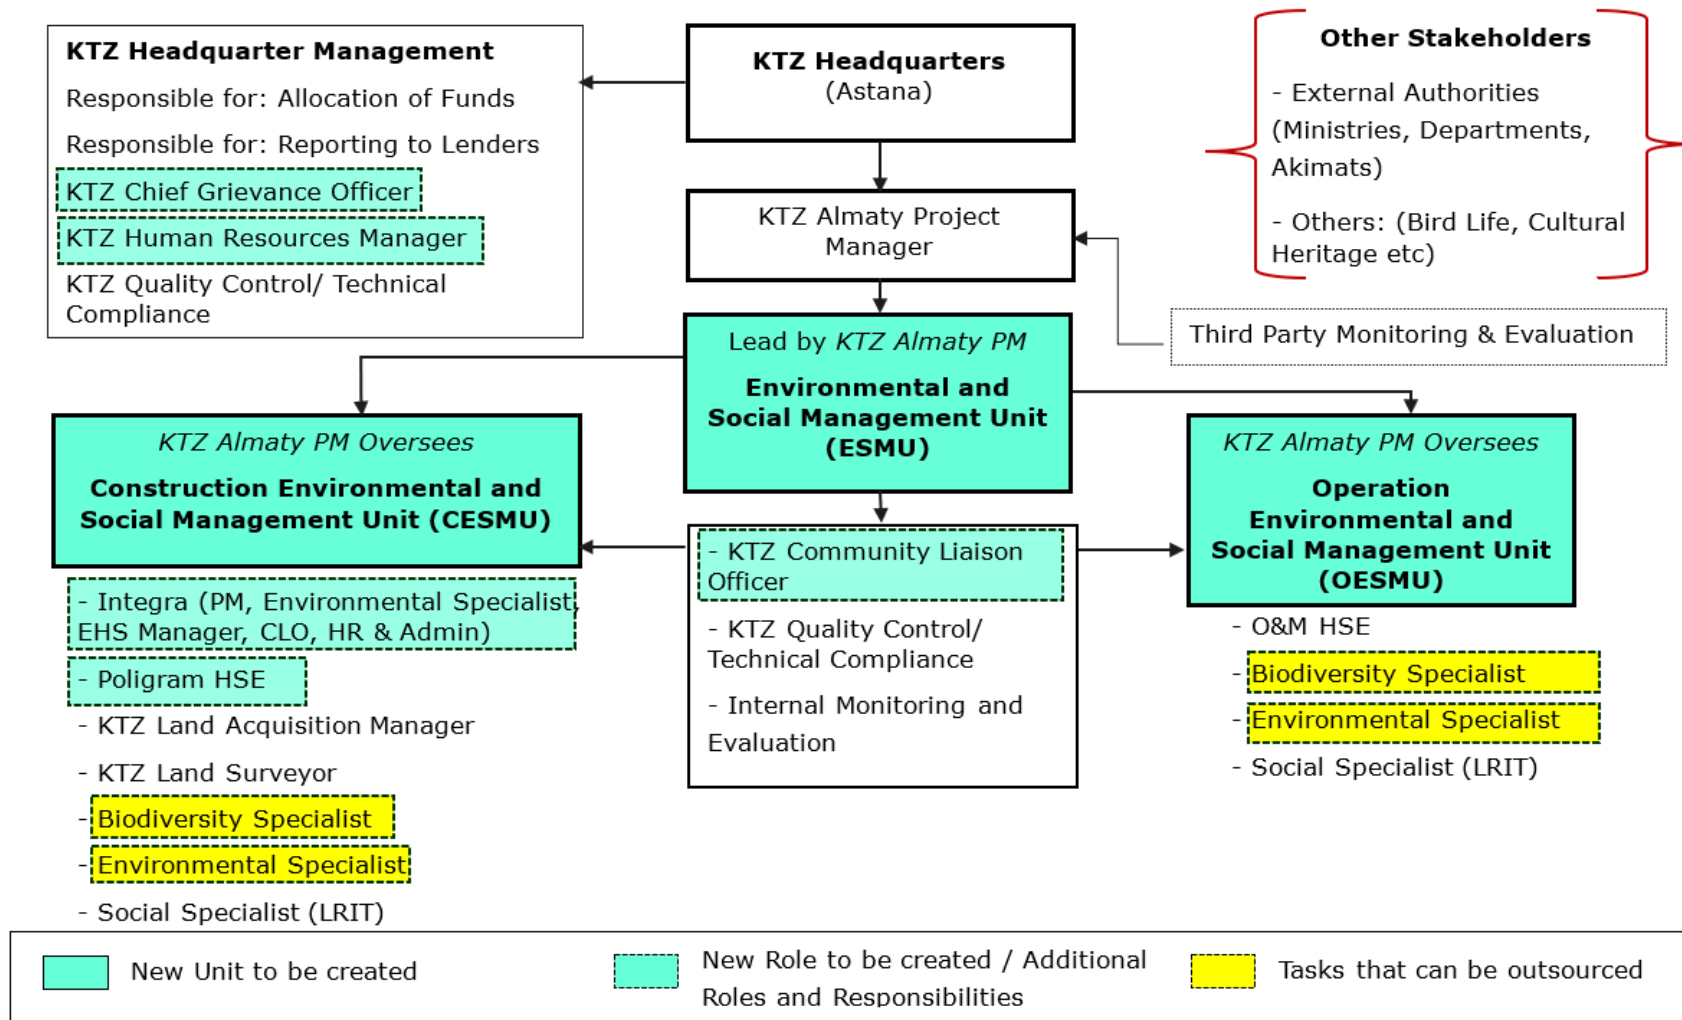 KTZ Headquarter Management
Responsible for: Allocation of Funds
Responsible for: Reporting to Lenders
KTZ Chief Grievance Officer
KTZ Human Resources Manager
KTZ Quality Control/ Technical
Compliance
KTZ Headquarters
(Astana)
Other Stakeholders
- External Authorities
(Ministries, Departments,
Akimats)
- Others: (Bird Life, Cultural
Heritage etc)
KTZ Almaty Project
Manager
Third Party Monitoring & Evaluation
Lead by KTZ Almaty PM
Environmental and
Social Management Unit
(ESMU)
KTZ Almaty PM Oversees
Construction Environmental and
Social Management Unit (CESMU)
- Integra (PM, Environmental Specialist,
EHS Manager, CLO, HR & Admin)
- Poligram HSE
- KTZ Land Acquisition Manager
- KTZ Land Surveyor
- Biodiversity Specialist
- Environmental Specialist
- Social Specialist (LRIT)
- KTZ Community Liaison
Officer
- KTZ Quality Control/
Technical Compliance
- Internal Monitoring and
Evaluation
KTZ Almaty PM Oversees
Operation
Environmental and
Social Management Unit
(OESMU)
- O&M HSE
- Biodiversity Specialist
- Environmental Specialist
- Social Specialist (LRIT)
New Unit to be created
New Role to be created / Additional
Roles and Responsibilities
Tasks that can be outsourced